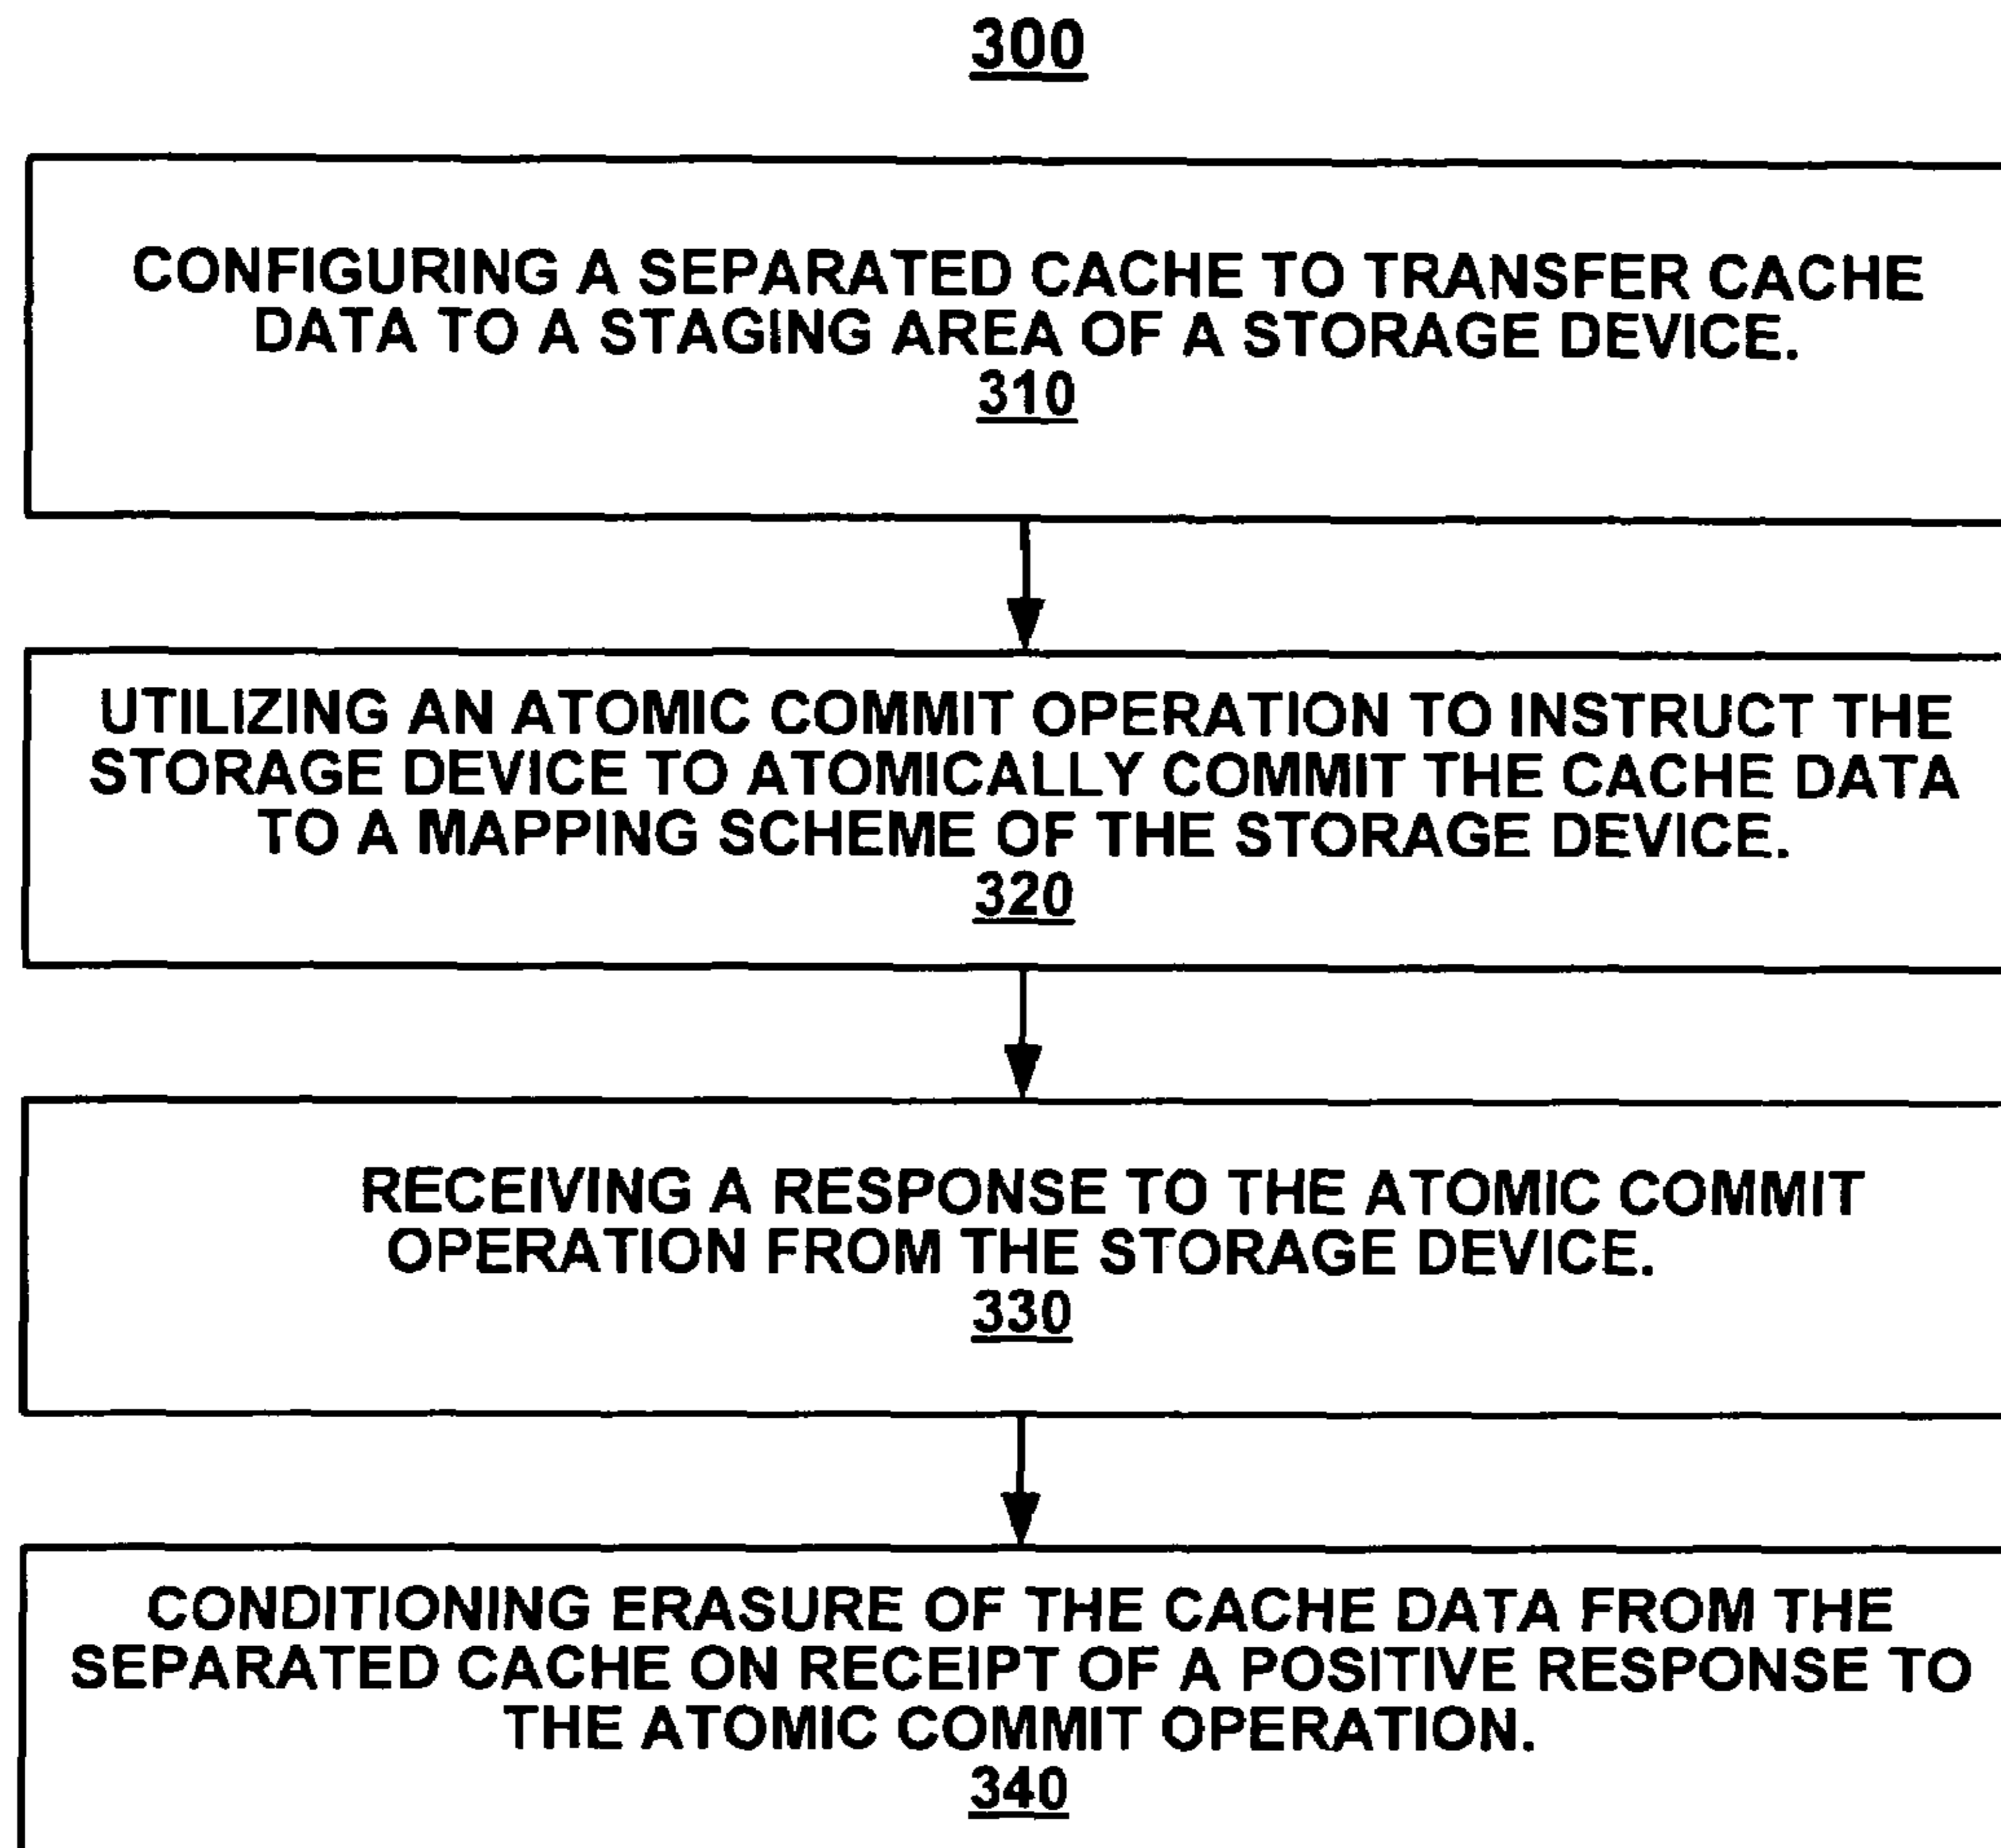 300
CONFIGURING A SEPARATED CACHE TO TRANSFER CACHE
DATA TO A STAGING AREA OF A STORAGE DEVICE.
310
UTILIZING AN ATOMIC COMMIT OPERATION TO INSTRUCT THE
STORAGE DEVICE TO ATOMICALLY COMMIT THE CACHE DATA
TO A MAPPING SCHEME OF THE STORAGE DEVICE.
320
RECEIVING A RESPONSE TO THE ATOMIC COMMIT
OPERATION FROM THE STORAGE DEVICE.
330
CONDITIONING ERASURE OF THE CACHE DATA FROM THE
SEPARATED CACHE ON RECEIPT OF A POSITIVE RESPONSE TO
THE ATOMIC COMMIT OPERATION.
340